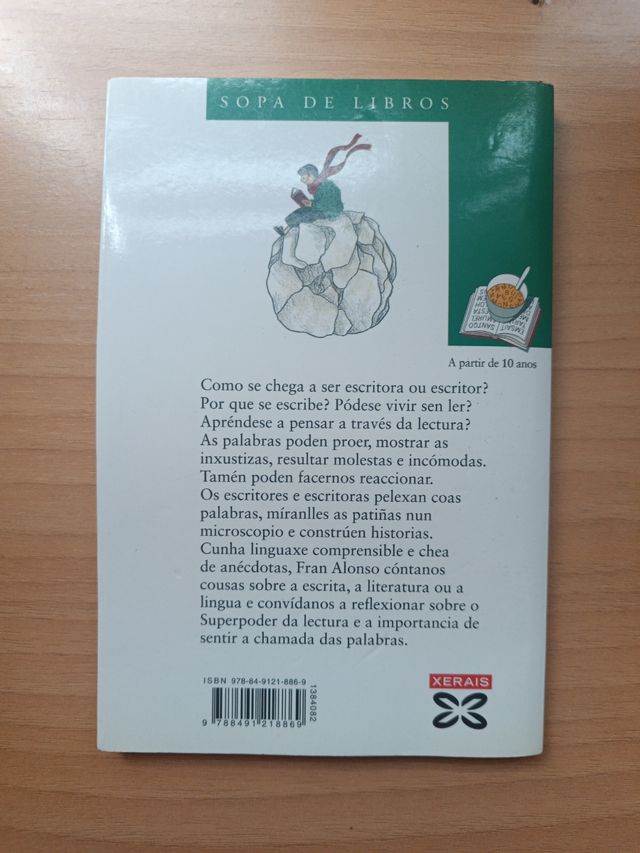 SOPA DE LIBROS
A partir de 10 anos
Como se chega a ser escritora ou escritor?
Por que se escribe? Pódese vivir sen ler?
Apréndese a pensar a través da lectura?
As palabras poden proer, mostrar as
inxustizas, resultar molestas e incómodas.
Tamén poden facernos reaccionar.
Os escritores e escritoras pelexan coas
palabras, míranlles as patiñas nun
microscopio e constrúen historias.
Cunha linguaxe comprensible e chea
de anécdotas, Fran Alonso cóntanos
cousas sobre a escrita, a literatura ou a
lingua e convídanos a reflexionar sobre o
Superpoder da lectura e a importancia de
sentir a chamada das palabras.
ISBN 978-84-9121-886-9
1384082
9 788491 218869
XERAIS